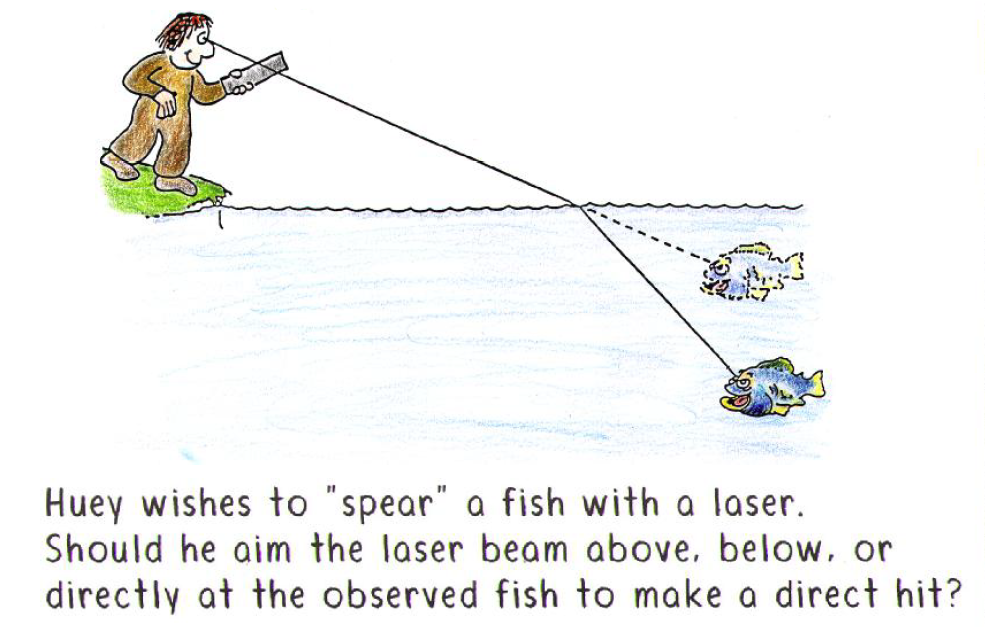 Huey wishes to "spear" a fish with a laser.
Should he aim the laser beam above, below, or
directly at the observed fish to make a direct hit?